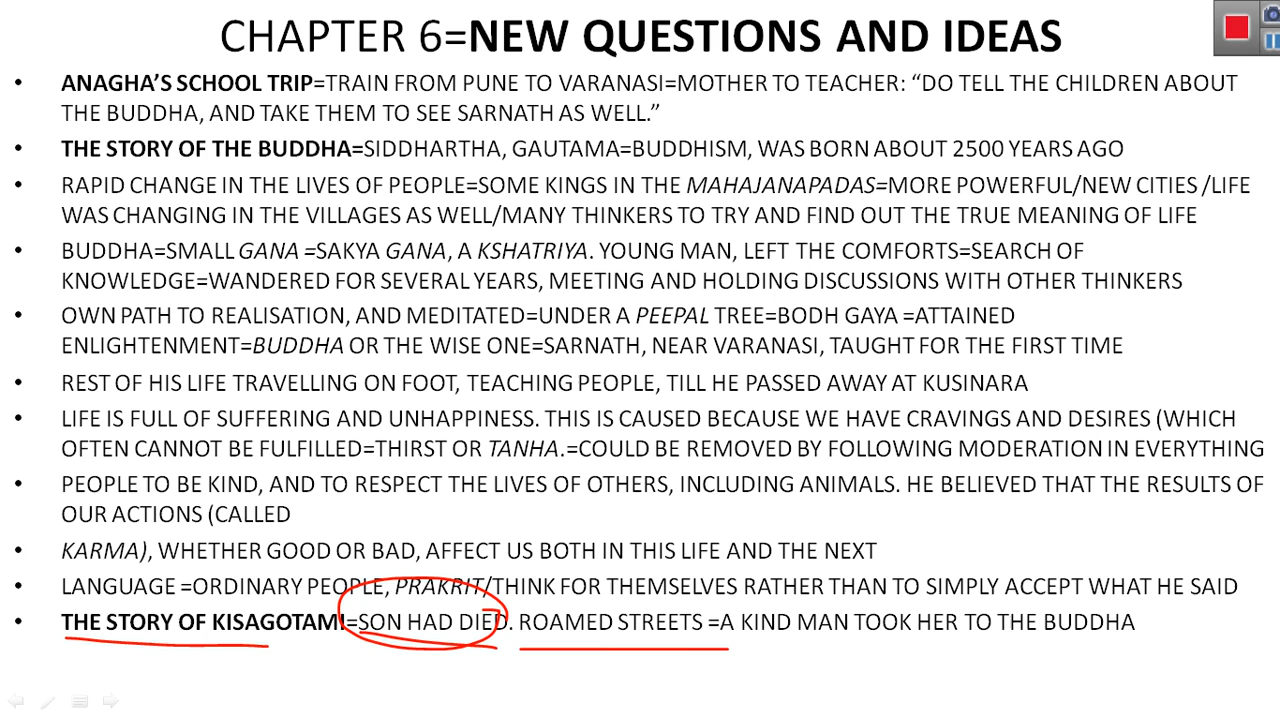 CHAPTER 6=NEW QUESTIONS AND IDEAS
• ANAGHA'S SCHOOL TRIP=TRAIN FROM PUNE TO VARANASI=MOTHER TO TEACHER: “DO TELL THE CHILDREN ABOUT
THE BUDDHA, AND TAKE THEM TO SEE SARNATH AS WELL.”
• THE STORY OF THE BUDDHA=SIDDHARTHA, GAUTAMA=BUDDHISM, WAS BORN ABOUT 2500 YEARS AGO
• RAPID CHANGE IN THE LIVES OF PEOPLE=SOME KINGS IN THE MAHAJANAPADAS=MORE POWERFUL/NEW CITIES /LIFE
WAS CHANGING IN THE VILLAGES AS WELL/MANY THINKERS TO TRY AND FIND OUT THE TRUE MEANING OF LIFE
• BUDDHA=SMALL GANA =SAKYA GANA, A KSHATRIYA. YOUNG MAN, LEFT THE COMFORTS=SEARCH OF
KNOWLEDGE=WANDERED FOR SEVERAL YEARS, MEETING AND HOLDING DISCUSSIONS WITH OTHER THINKERS
• OWN PATH TO REALISATION, AND MEDITATED=UNDER A PEEPAL TREE=BODH GAYA =ATTAINED
ENLIGHTENMENT=BUDDHA OR THE WISE ONE=SARNATH, NEAR VARANASI, TAUGHT FOR THE FIRST TIME
• REST OF HIS LIFE TRAVELLING ON FOOT, TEACHING PEOPLE, TILL HE PASSED AWAY AT KUSINARA
• LIFE IS FULL OF SUFFERING AND UNHAPPINESS. THIS IS CAUSED BECAUSE WE HAVE CRAVINGS AND DESIRES (WHICH
OFTEN CANNOT BE FULFILLED=THIRST OR TANHA.=COULD BE REMOVED BY FOLLOWING MODERATION IN EVERYTHING
• PEOPLE TO BE KIND, AND TO RESPECT THE LIVES OF OTHERS, INCLUDING ANIMALS. HE BELIEVED THAT THE RESULTS OF
OUR ACTIONS (CALLED
• KARMA), WHETHER GOOD OR BAD, AFFECT US BOTH IN THIS LIFE AND THE NEXT
• LANGUAGE =ORDINARY PEOPLE, PRAKRIT/THINK FOR THEMSELVES RATHER THAN TO SIMPLY ACCEPT WHAT HE SAID
• THE STORY OF KISAGOTAMI=SON HAD DIED. ROAMED STREETS =A KIND MAN TOOK HER TO THE BUDDHA